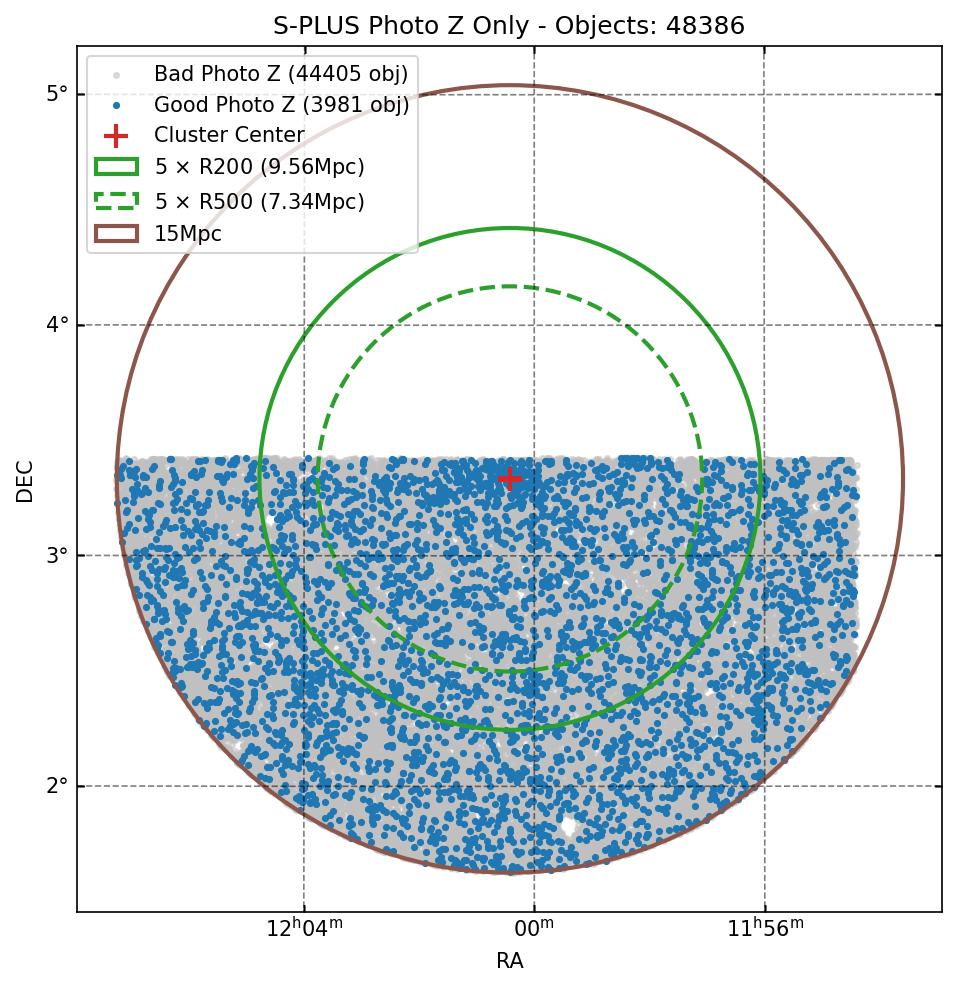 S-PLUS Photo Z Only - Objects: 48386
Bad Photo Z (44405 obj)
Good Photo Z (3981 obj)
Cluster Center
5 × R200 (9.56Mpc)
5 × R500 (7.34Mpc)
15Mpc
5°
4°
3°
2°
DEC
12ʰ04ᵐ 00ᵐ 11ʰ56ᵐ
RA